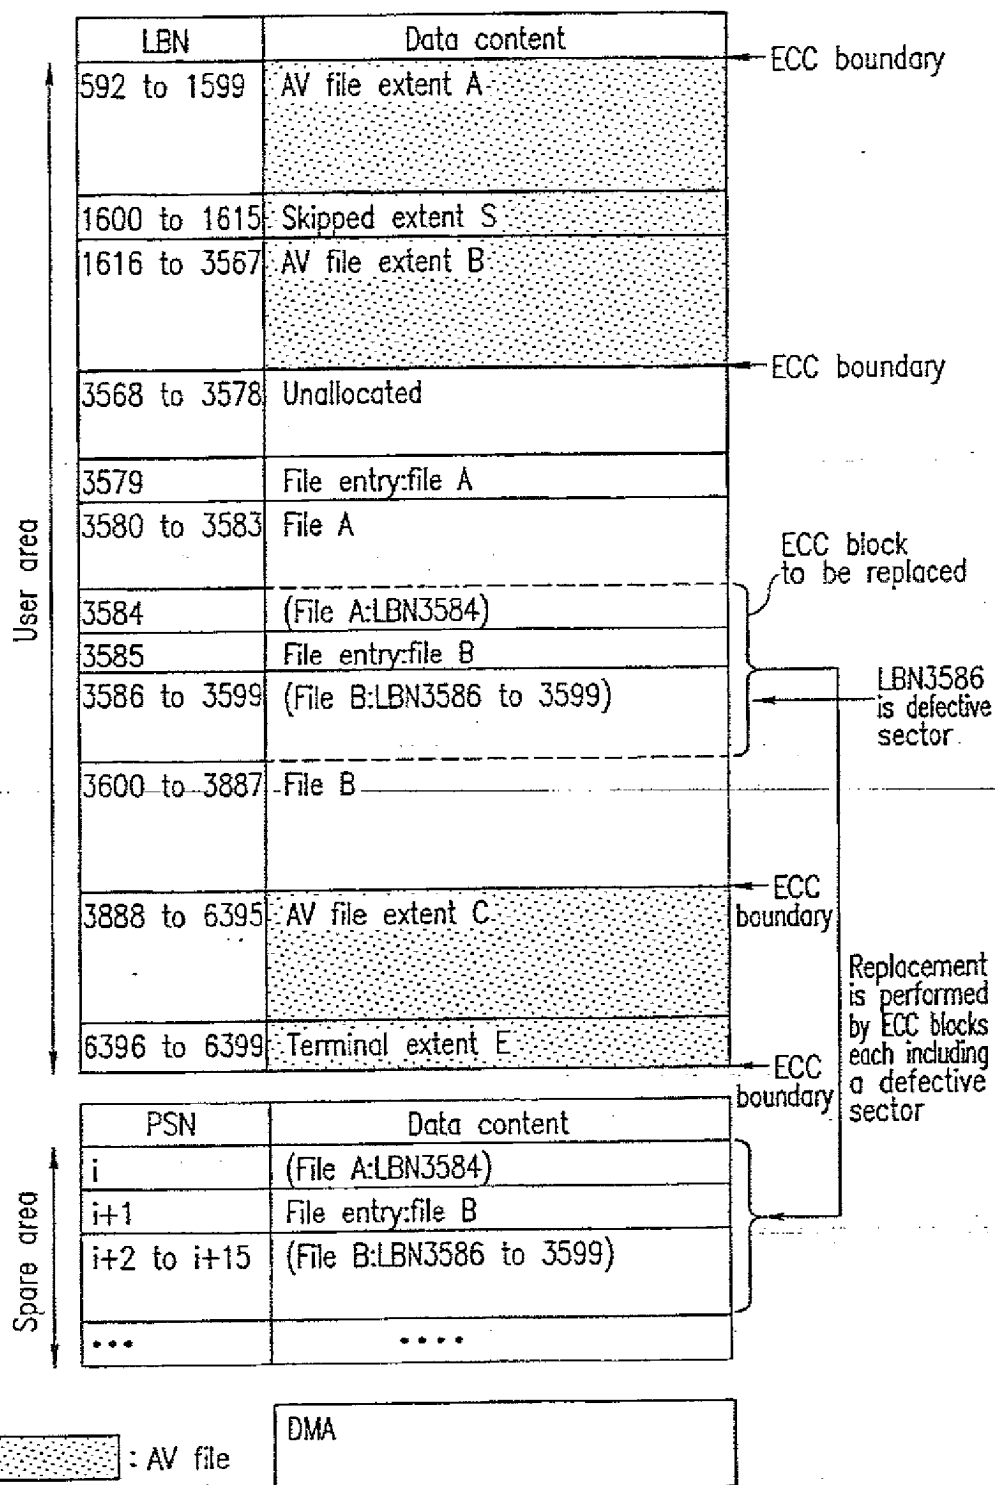 LBN Data content
ECC boundary
592 to 1599 AV file extent A
1600 to 1615 Skipped extent S
1616 to 3567 AV file extent B
ECC boundary
3568 to 3578 Unallocated
3579 File entry:file A
3580 to 3583 File A
ECC block
to be replaced
3584 (File A:LBN3584)
3585 File entry:file B
3586 to 3599 (File B:LBN3586 to 3599)
LBN3586
is defective
sector
3600 to 3887 File B
User area
ECC
boundary
3888 to 6395 AV file extent C
Replacement
is performed
by ECC blocks
each including
a defective
sector
6396 to 6399 Terminal extent E
ECC
boundary
PSN Data content
i (File A:LBN3584)
i+1 File entry:file B
i+2 to i+15 (File B:LBN3586 to 3599)
••• ••••
Spare area
DMA
: AV file